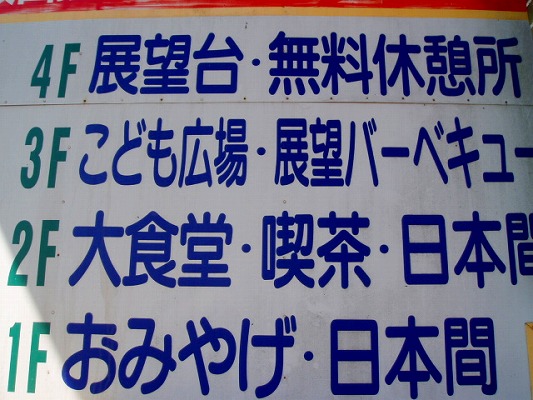 4F 展望台・無料休憩所
3F こども広場・展望バーベキュー
2F 大食堂・喫茶・日本間
1F おみやげ・日本間